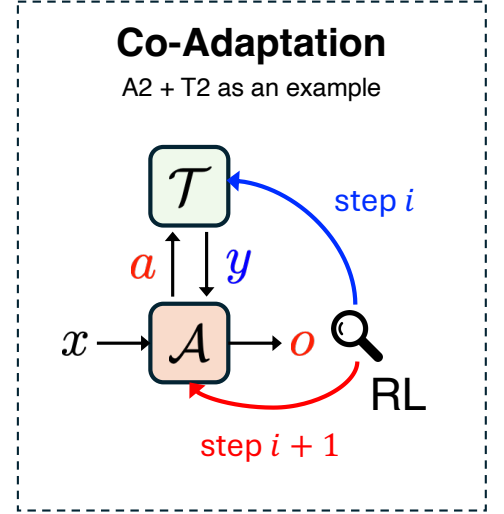 Co-Adaptation
A2 + T2 as an example
𝒯
step i
a
y
x
𝒜
o
RL
step i + 1